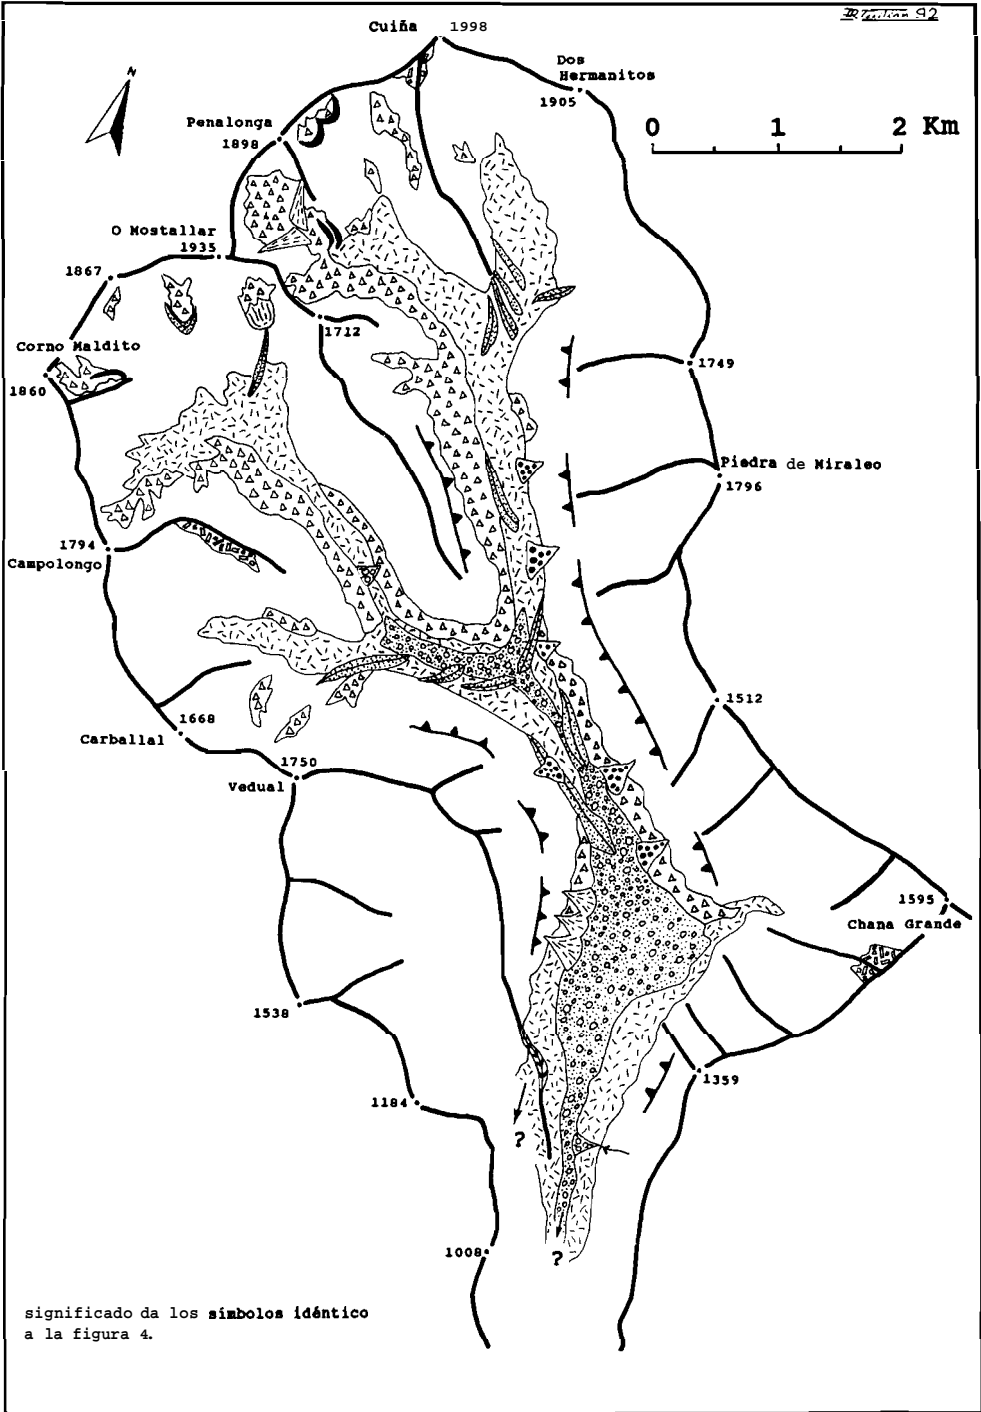 Cuiña 1998
Dos
Hermanitos
1905
N
0 1 2 Km
Penalonga
1898
O Mostallar
1935
1867
Corno Maldito
1860
1712
1749
Piedra de Miraleo
1796
1794
Campolongo
1512
1668
Carballal
1750
Vedual
1595
Chana Grande
1538
1359
1184
?
1008
?
significado da los símbolos idéntico
a la figura 4.